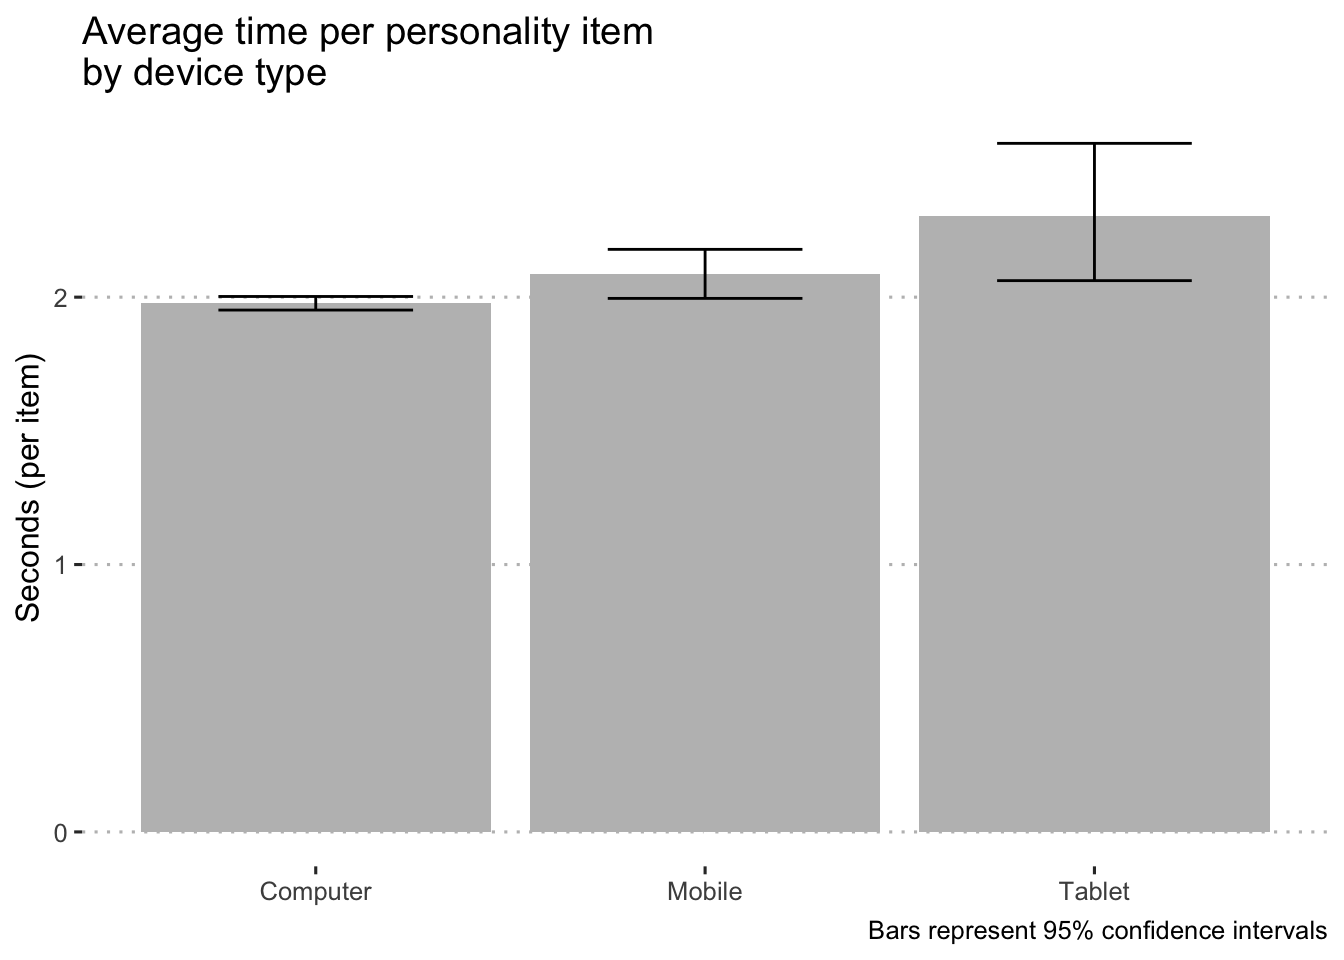 Average time per personality item
by device type
Seconds (per item)
2
1
0
Computer
Mobile
Tablet
Bars represent 95% confidence intervals